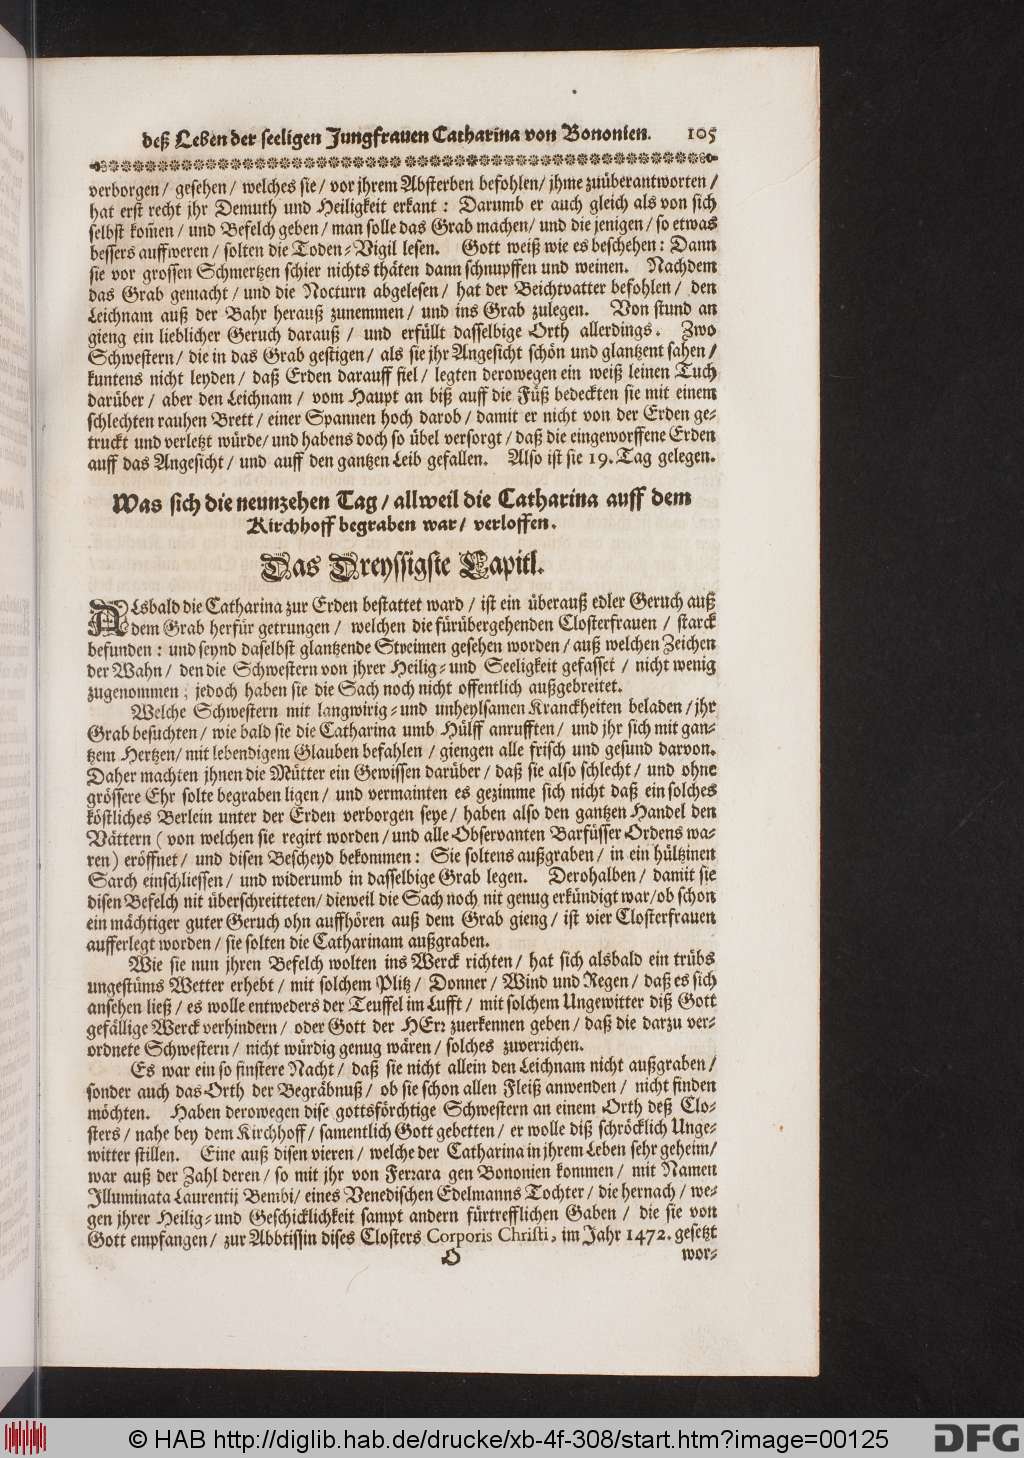 deß Leben der seeligen Jungfrauen Catharina von Bononien. 105
verborgen / gesehen / welches sie / vor jhrem Absterben befohlen / jhme zuüberantworten /
hat erst recht jhr Demuth und Heiligkeit erkant : Darumb er auch gleich als von sich
selbst kom̃en / und Befelch geben / man solle das Grab machen / und die jenigen / so etwas
bessers auffweren / solten die Toden-Vigil lesen. Gott weiß wie es beschehen : Dann
sie vor grossen Schmertzen schier nichts thäten dann schnupffen und weinen. Nachdem
das Grab gemacht / und die Nocturn abgelesen / hat der Beichtvatter befohlen / den
Leichnam auß der Bahr herauß zunemmen / und ins Grab zulegen. Von stund an
gieng ein lieblicher Geruch darauß / und erfüllt dasselbige Orth allerdings. Zwo
Schwestern / die in das Grab gestigen / als sie jhr Angesicht schön und glantzent sahen /
kuntens nicht leyden / daß Erden darauff fiel / legten derowegen ein weiß leinen Tuch
darüber / aber den Leichnam / vom Haupt an biß auff die Füß bedeckten sie mit einem
schlechten rauhen Brett / einer Spannen hoch darob / damit er nicht von der Erden ge-
truckt und verletzt würde / und habens doch so übel versorgt / daß die eingeworffene Erden
auff das Angesicht / und auff den gantzen Leib gefallen. Also ist sie 19. Tag gelegen.
Was sich die neunzehen Tag / allweil die Catharina auff dem
Kirchhoff begraben war / verloffen.
Das Dreyssigste Capitl.
ALsbald die Catharina zur Erden bestattet ward / ist ein überauß edler Geruch auß
dem Grab herfür getrungen / welchen die fürübergehenden Closterfrauen / starck
befunden : und seynd daselbst glantzende Streimen gesehen worden / auß welchen Zeichen
der Wahn / den die Schwestern von jhrer Heilig- und Seeligkeit gefasset / nicht wenig
zugenommen ; jedoch haben sie die Sach noch nicht offentlich außgebreitet.
Welche Schwestern mit langwirig- und unheylsamen Kranckheiten beladen / jhr
Grab besuchten / wie bald sie die Catharina umb Hülff anrufften / und jhr sich mit gan-
tzem Hertzen / mit lebendigem Glauben befahlen / giengen alle frisch und gesund darvon.
Daher machten jhnen die Mütter ein Gewissen darüber / daß sie also schlecht / und ohne
grössere Ehr solte begraben ligen / und vermainten es gezimme sich nicht daß ein solches
köstliches Berlein unter der Erden verborgen seye / haben also den gantzen Handel den
Vättern ( von welchen sie regirt worden / und alle Observanten Barfüsser Ordens wa-
ren ) eröffnet / und disen Bescheyd bekommen : Sie soltens außgraben / in ein hültzinen
Sarch einschliessen / und widerumb in dasselbige Grab legen. Derohalben / damit sie
disen Befelch nit überschreitteten / dieweil die Sach noch nit genug erkündigt war / ob schon
ein mächtiger guter Geruch ohn auffhören auß dem Grab gieng / ist vier Closterfrauen
aufferlegt worden / sie solten die Catharinam außgraben.
Wie sie nun jhren Befelch wolten ins Werck richten / hat sich alsbald ein trübs
ungestüms Wetter erhebt / mit solchem Plitz / Donner / Wind und Regen / daß es sich
ansehen ließ / es wolle entweders der Teuffel im Lufft / mit solchem Ungewitter diß Gott
gefällige Werck verhindern / oder Gott der HErr zuerkennen geben / daß die darzu ver-
ordnete Schwestern / nicht würdig genug wären / solches zuverrichen.
Es war ein so finstere Nacht / daß sie nicht allein den Leichnam nicht außgraben /
sonder auch das Orth der Begräbnuß / ob sie schon allen Fleiß anwenden / nicht finden
möchten. Haben derowegen dise gottsförchtige Schwestern an einem Orth deß Clo-
sters / nahe bey dem Kirchhoff / samentlich Gott gebetten / er wolle diß schröcklich Unge-
witter stillen. Eine auß disen vieren / welche der Catharina in jhrem Leben sehr geheim /
war auß der Zahl deren / so mit jhr von Ferrara gen Bononien kommen / mit Namen
Illuminata Laurentij Bembi / eines Venedischen Edelmanns Tochter / die hernach / we-
gen jhrer Heilig- und Geschicklichkeit sampt andern fürtrefflichen Gaben / die sie von
Gott empfangen / zur Abbtissin dises Closters Corporis Christi, im Jahr 1472. gesetzt
O wor-
© HAB http://diglib.hab.de/drucke/xb-4f-308/start.htm?image=00125
DFG